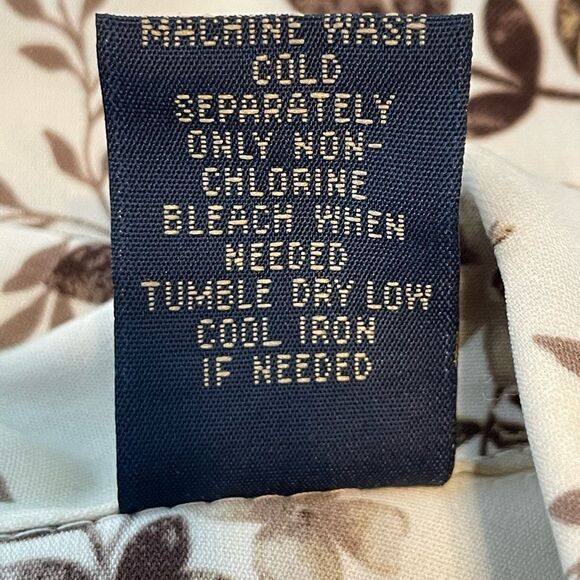 MACHINE WASH
COLD
SEPARATELY
ONLY NON-
CHLORINE
BLEACH WHEN
NEEDED
TUMBLE DRY LOW
COOL IRON
IF NEEDED